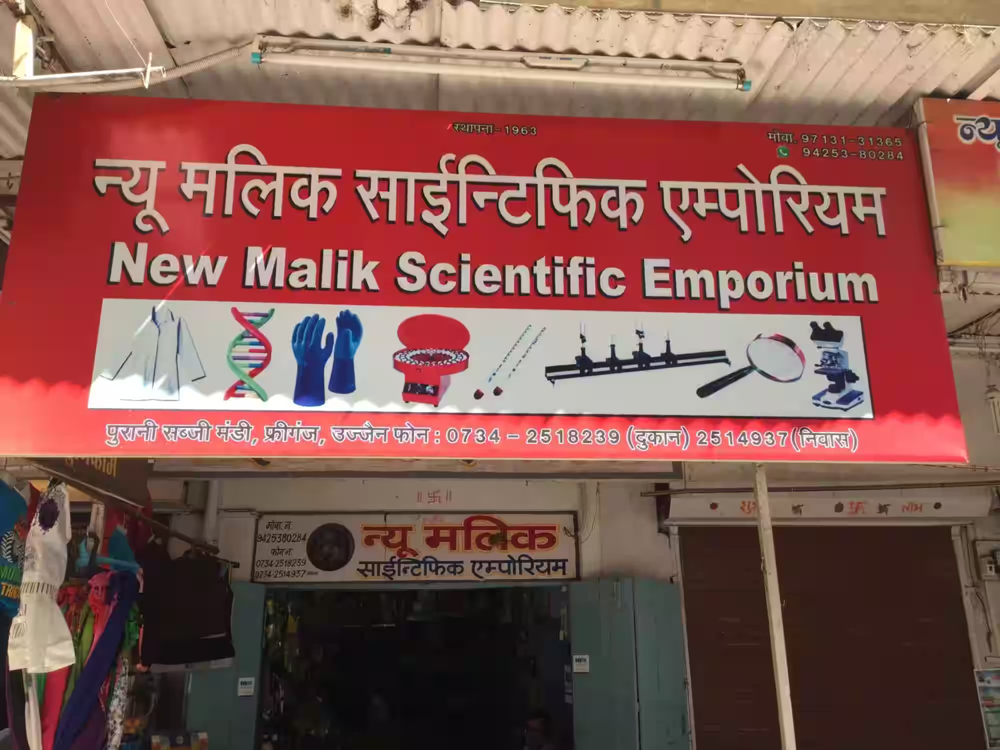 स्थापना-1963
मोबा. 97131-31365
94253-80284
न्यू मलिक साईन्टिफिक एम्पोरियम
New Malik Scientific Emporium
पुरानी सब्जी मंडी, फ्रीगंज, उज्जैन फोन : 0734 - 2518239 (दुकान) 2514937(निवास)
न्यू
॥ 卐 ॥
मोबा. नं.
9425380284
फोन नं.
0734-2518239
0734-2514937
न्यू मलिक
साईन्टिफिक एम्पोरियम
लाभ